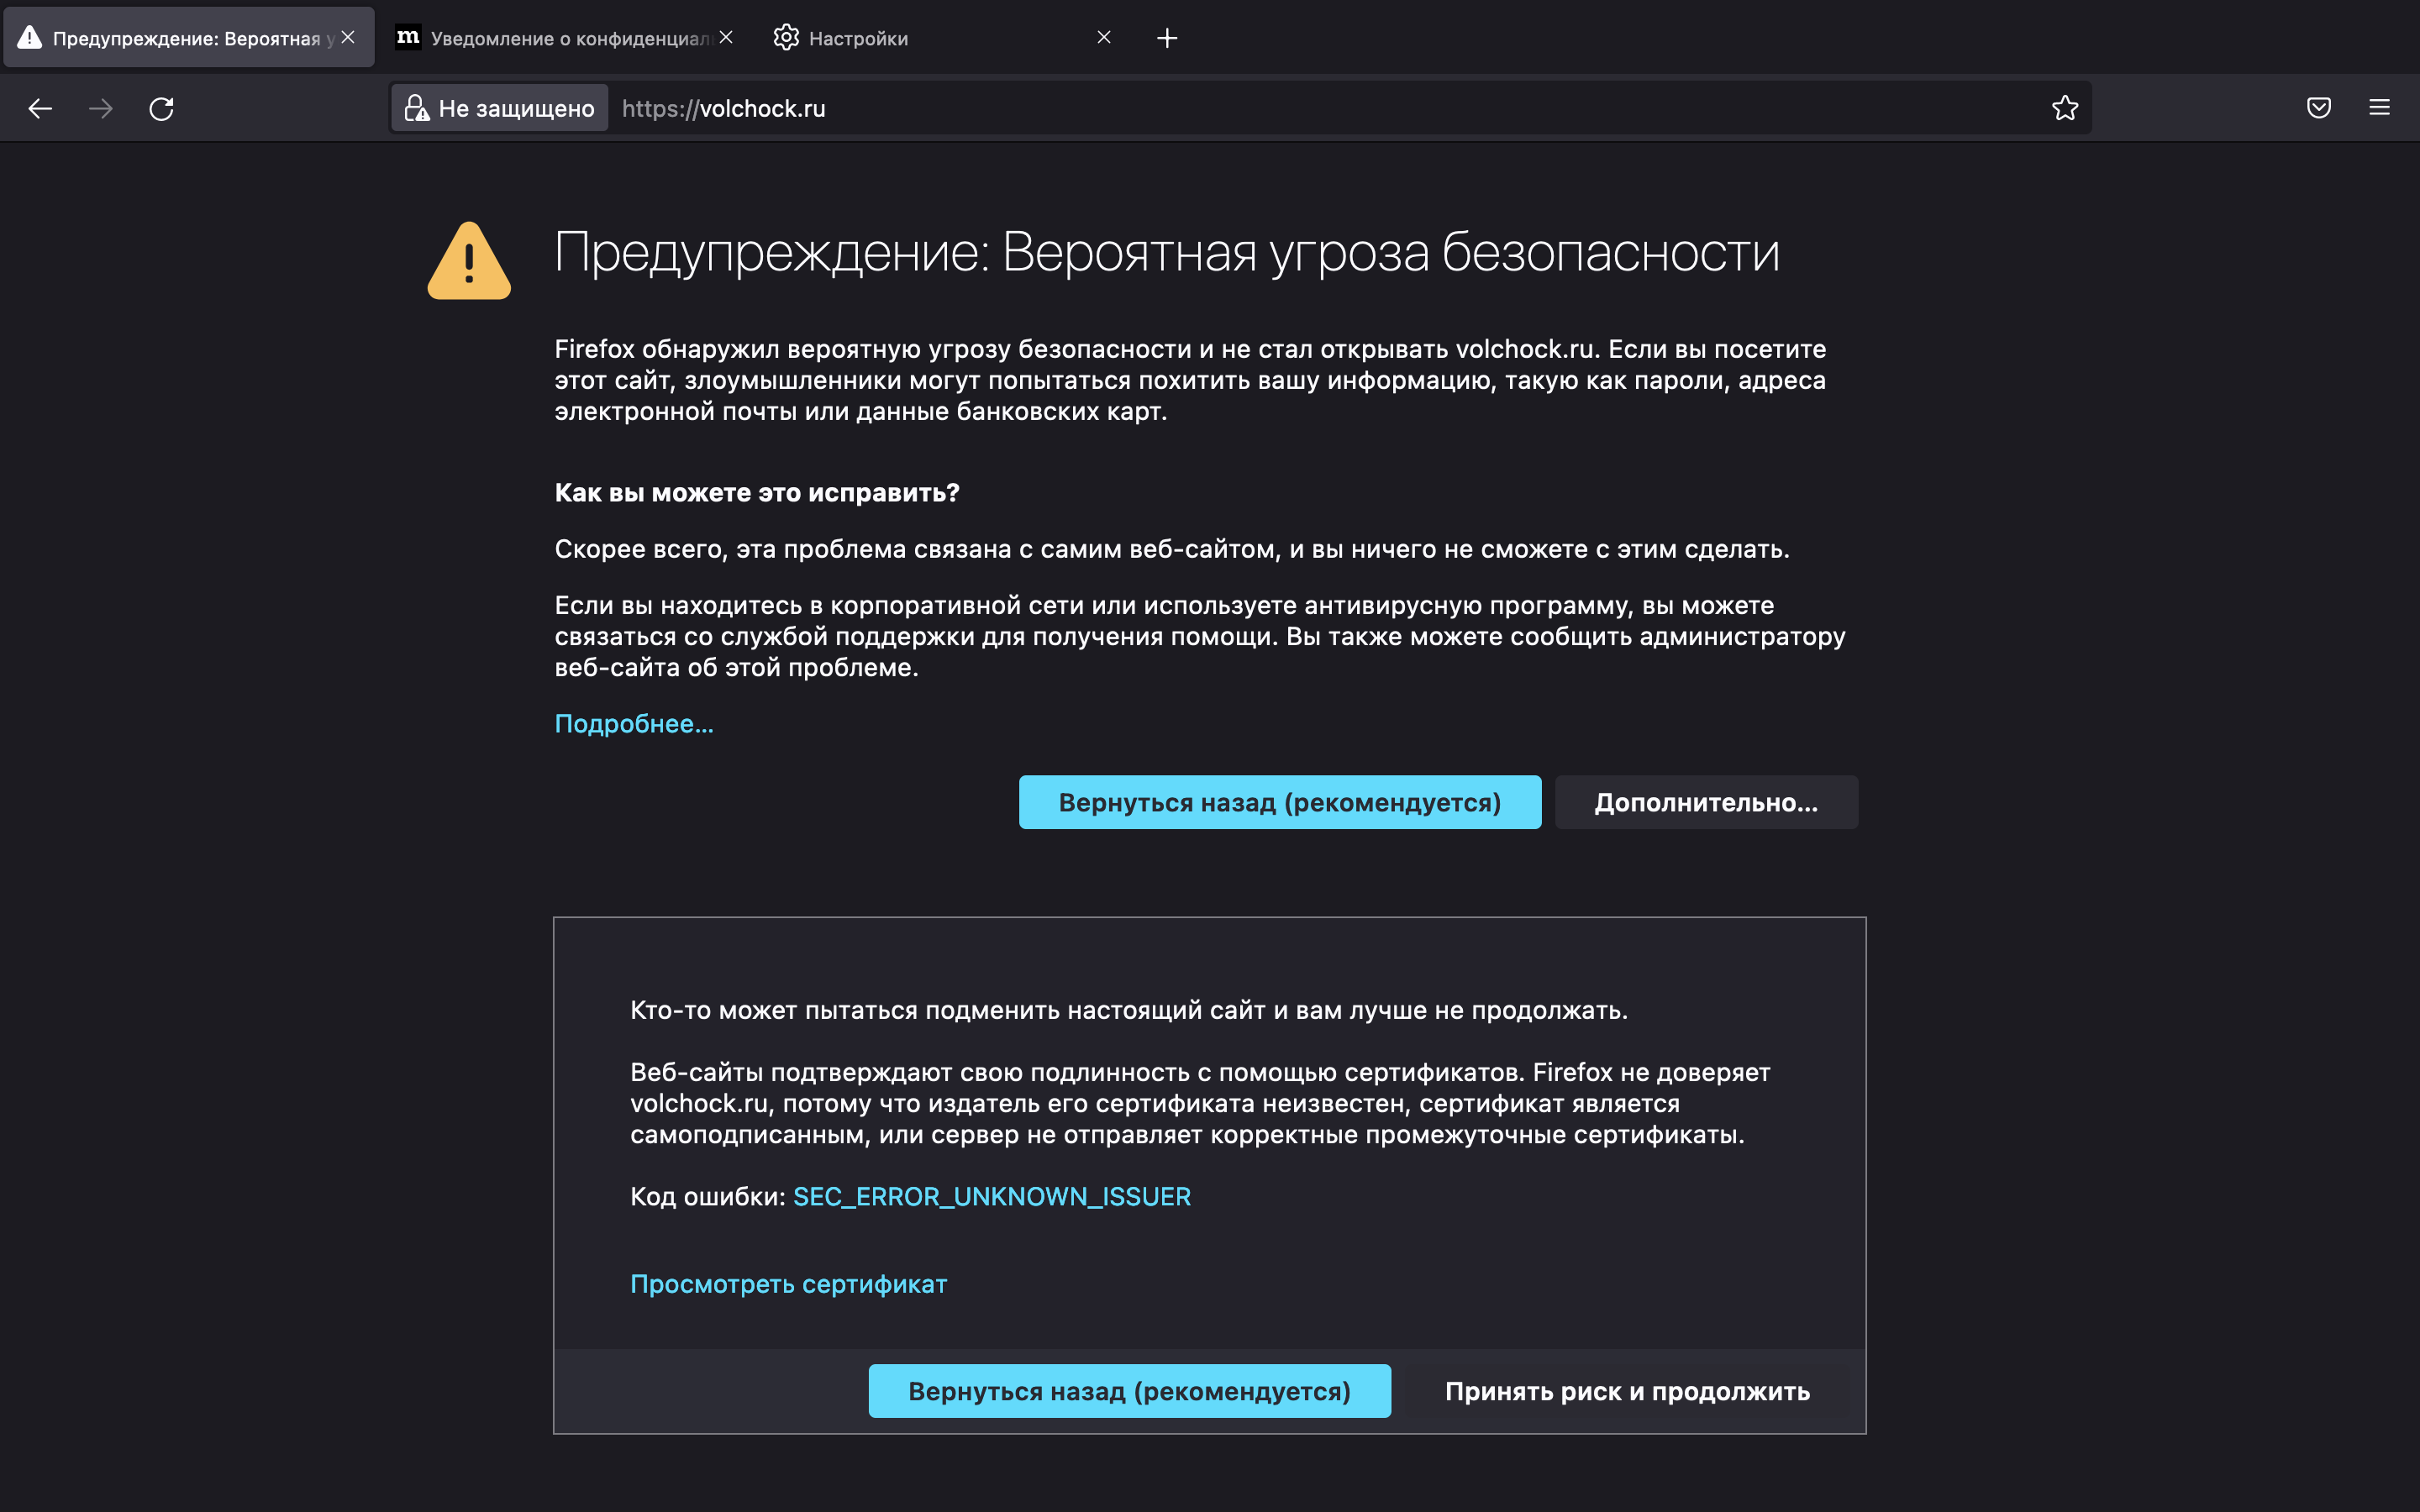 Предупреждение: Вероятная у
m Уведомление о конфиденциал
Настройки
Не защищено
https://volchock.ru
Предупреждение: Вероятная угроза безопасности
Firefox обнаружил вероятную угрозу безопасности и не стал открывать volchock.ru. Если вы посетите
этот сайт, злоумышленники могут попытаться похитить вашу информацию, такую как пароли, адреса
электронной почты или данные банковских карт.
Как вы можете это исправить?
Скорее всего, эта проблема связана с самим веб-сайтом, и вы ничего не сможете с этим сделать.
Если вы находитесь в корпоративной сети или используете антивирусную программу, вы можете
связаться со службой поддержки для получения помощи. Вы также можете сообщить администратору
веб-сайта об этой проблеме.
Подробнее…
Вернуться назад (рекомендуется)
Дополнительно…
Кто-то может пытаться подменить настоящий сайт и вам лучше не продолжать.
Веб-сайты подтверждают свою подлинность с помощью сертификатов. Firefox не доверяет
volchock.ru, потому что издатель его сертификата неизвестен, сертификат является
самоподписанным, или сервер не отправляет корректные промежуточные сертификаты.
Код ошибки: SEC_ERROR_UNKNOWN_ISSUER
Просмотреть сертификат
Вернуться назад (рекомендуется)
Принять риск и продолжить